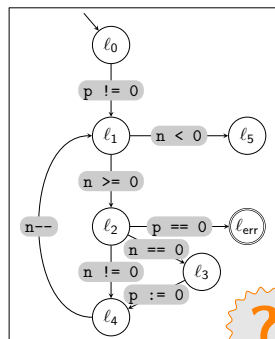 ℓ0
p != 0
ℓ1
n < 0
ℓ5
n >= 0
ℓ2
p == 0
ℓerr
n--
n == 0
n != 0
ℓ3
p := 0
ℓ4
?